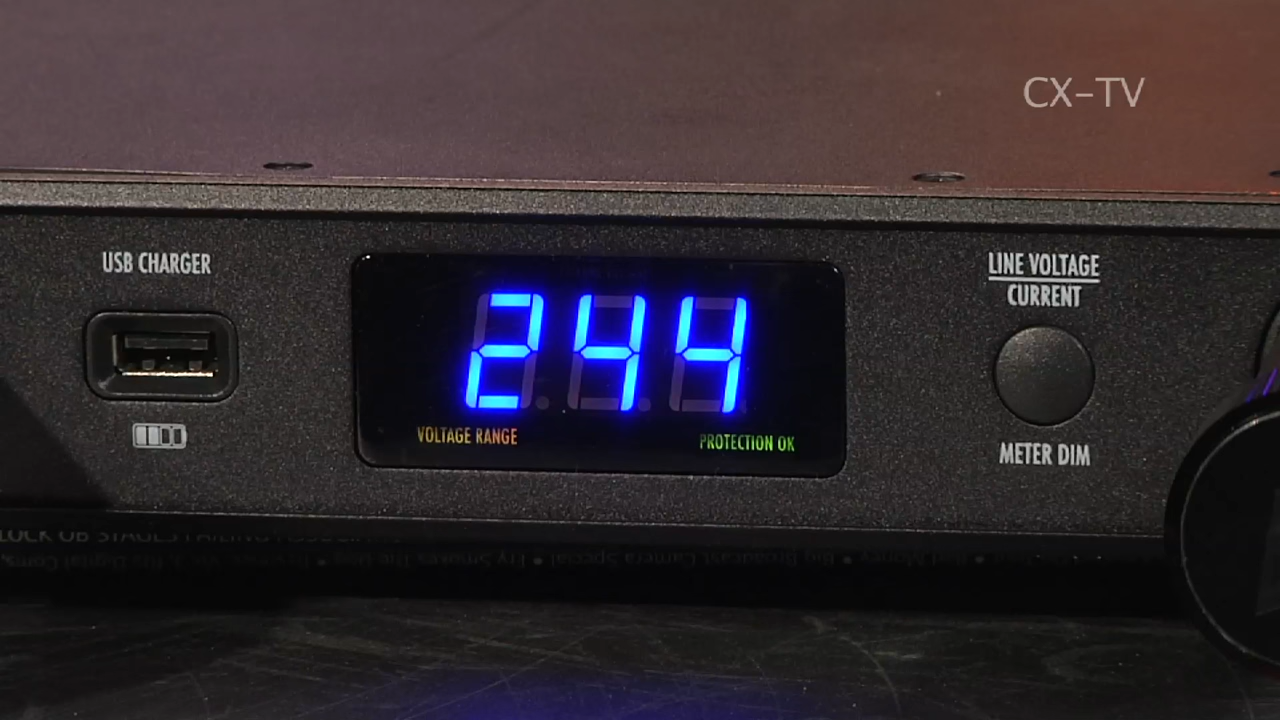 CX-TV
USB CHARGER
LINE VOLTAGE
CURRENT
244
VOLTAGE RANGE
PROTECTION OK
METER DIM